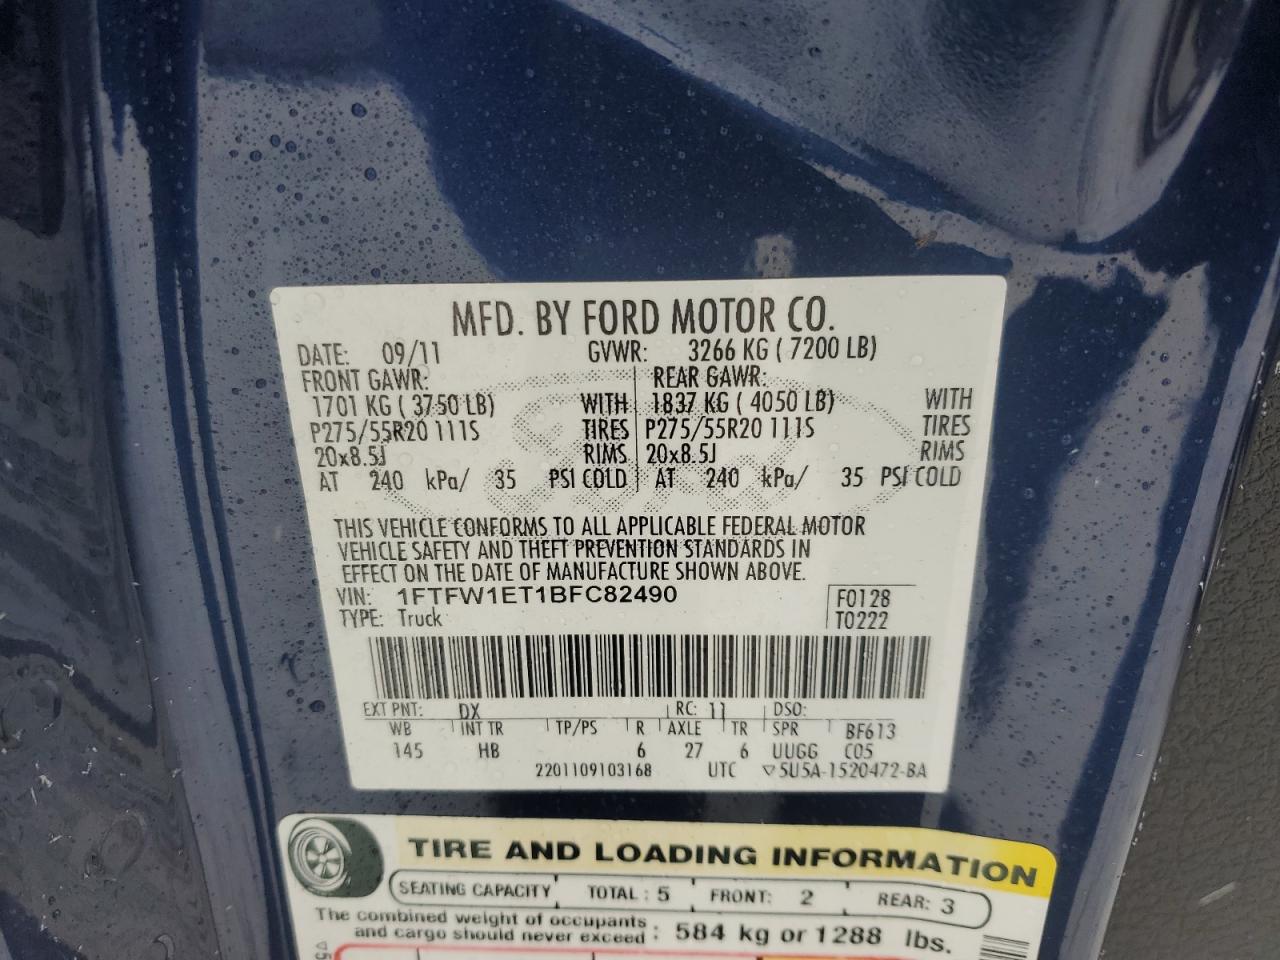 MFD. BY FORD MOTOR CO.
DATE: 09/11 GVWR: 3266 KG ( 7200 LB)
FRONT GAWR: REAR GAWR:
1701 KG ( 3750 LB) WITH 1837 KG ( 4050 LB) WITH
P275/55R20 111S TIRES P275/55R20 111S TIRES
20x8.5J RIMS 20x8.5J RIMS
AT 240 kPa/ 35 PSI COLD AT 240 kPa/ 35 PSI COLD
THIS VEHICLE CONFORMS TO ALL APPLICABLE FEDERAL MOTOR
VEHICLE SAFETY AND THEFT PREVENTION STANDARDS IN
EFFECT ON THE DATE OF MANUFACTURE SHOWN ABOVE.
VIN: 1FTFW1ET1BFC82490 F0128
TYPE: Truck T0222
EXT PNT: DX RC: 11 DSO:
WB INT TR TP/PS R AXLE TR SPR BF613
145 HB 6 27 6 UUGG C05
2201109103168 UTC ▽5U5A-1520472-BA
TIRE AND LOADING INFORMATION
SEATING CAPACITY TOTAL : 5 FRONT: 2 REAR: 3
The combined weight of occupants
and cargo should never exceed : 584 kg or 1288 lbs.